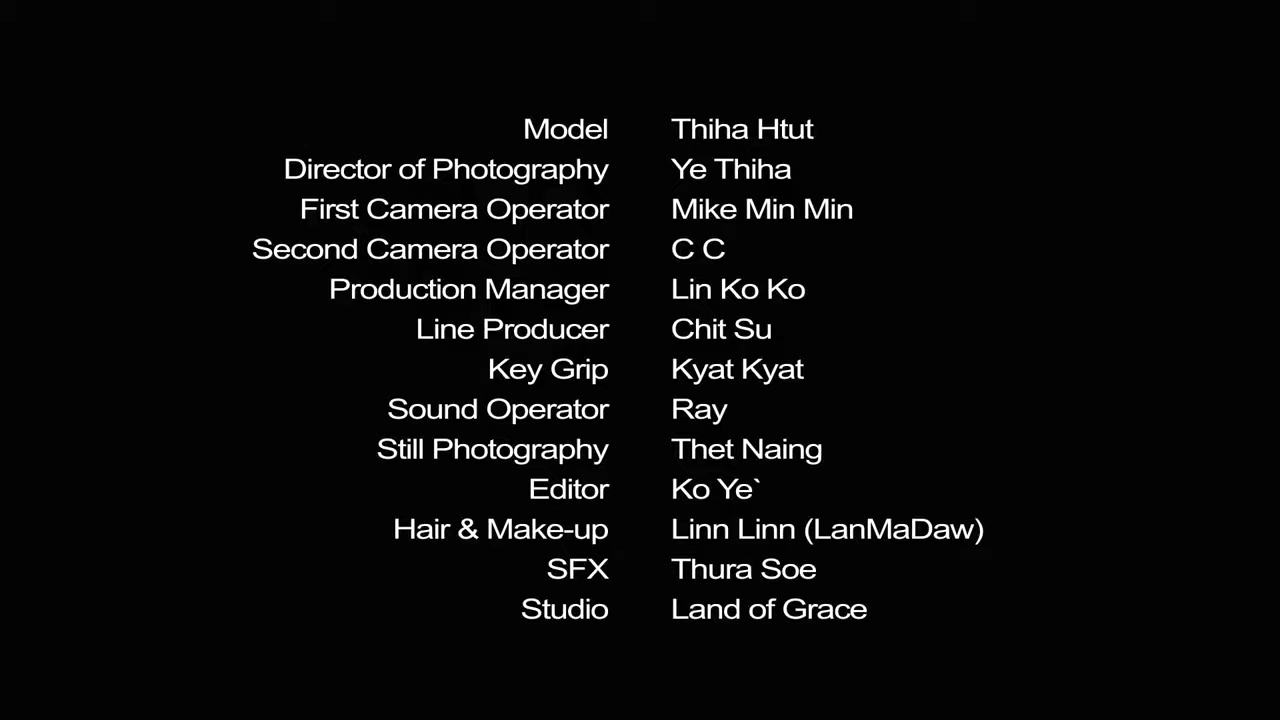 Model Thiha Htut
Director of Photography Ye Thiha
First Camera Operator Mike Min Min
Second Camera Operator C C
Production Manager Lin Ko Ko
Line Producer Chit Su
Key Grip Kyat Kyat
Sound Operator Ray
Still Photography Thet Naing
Editor Ko Ye`
Hair & Make-up Linn Linn (LanMaDaw)
SFX Thura Soe
Studio Land of Grace